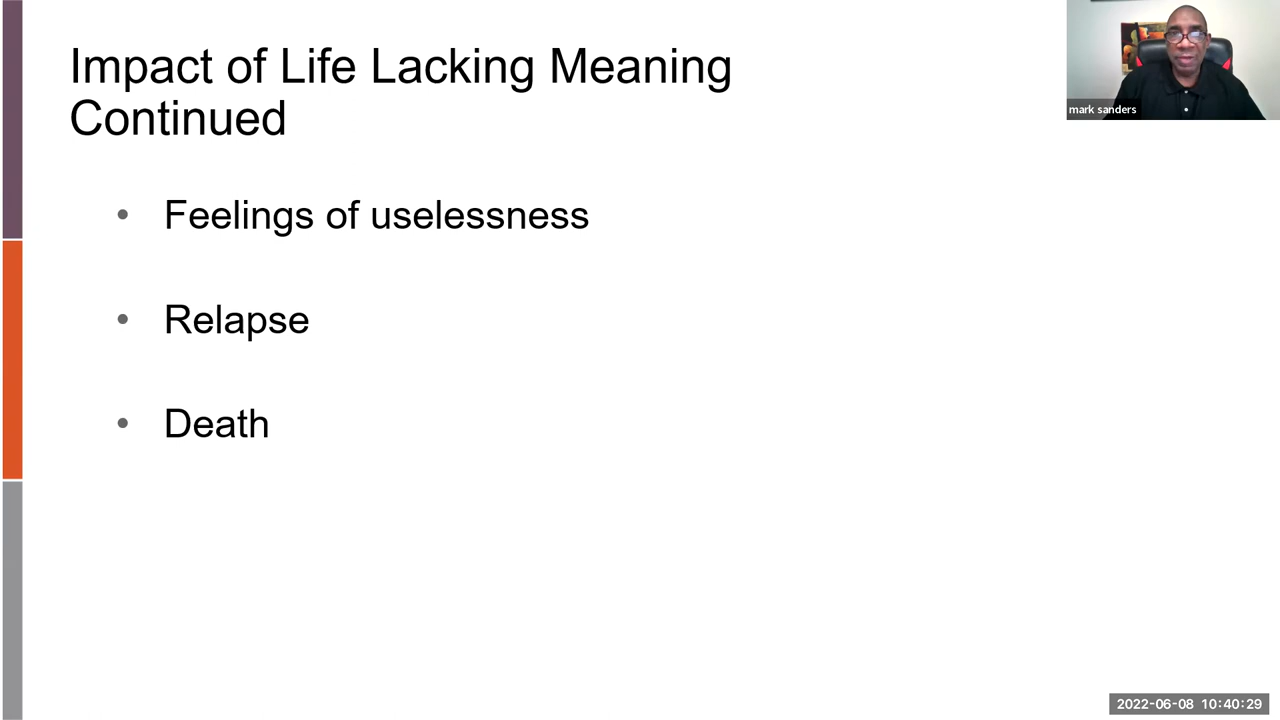 Impact of Life Lacking Meaning
Continued
mark sanders
• Feelings of uselessness
• Relapse
• Death
2022-06-08 10:40:29